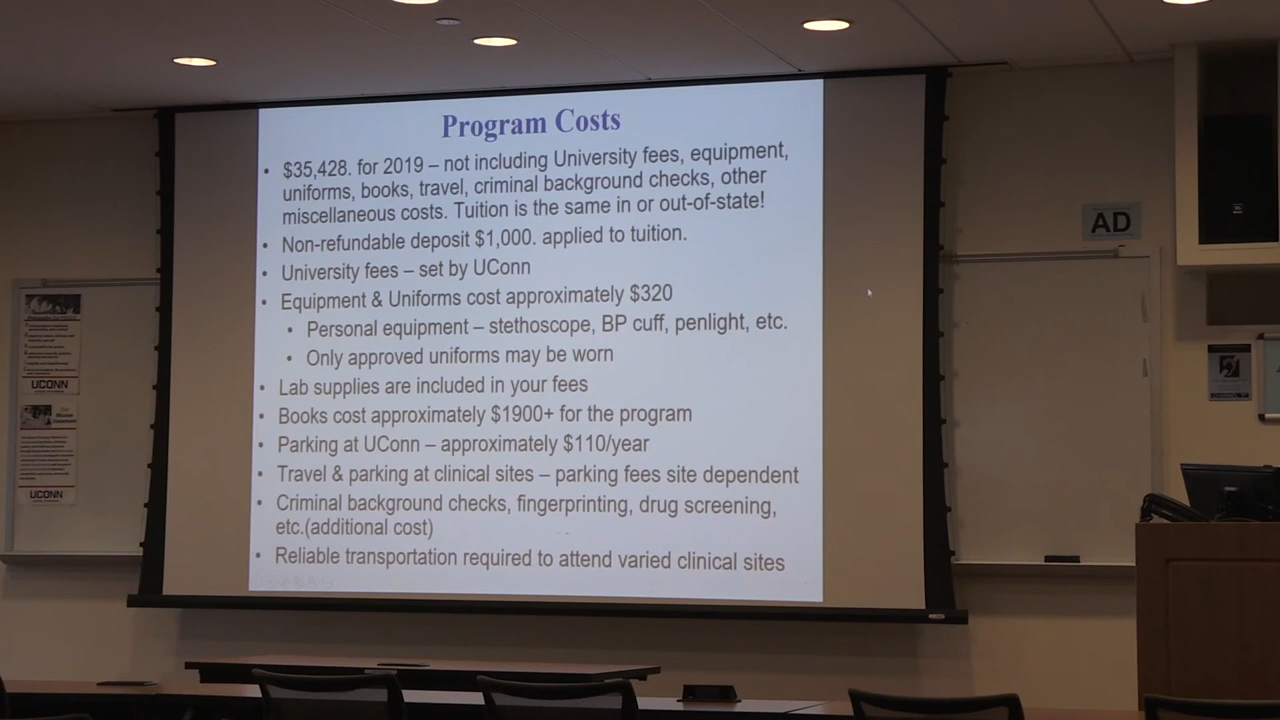 Program Costs
• $35,428. for 2019 – not including University fees, equipment,
uniforms, books, travel, criminal background checks, other
miscellaneous costs. Tuition is the same in or out-of-state!
• Non-refundable deposit $1,000. applied to tuition.
• University fees – set by UConn
• Equipment & Uniforms cost approximately $320
• Personal equipment – stethoscope, BP cuff, penlight, etc.
• Only approved uniforms may be worn
• Lab supplies are included in your fees
• Books cost approximately $1900+ for the program
• Parking at UConn – approximately $110/year
• Travel & parking at clinical sites – parking fees site dependent
• Criminal background checks, fingerprinting, drug screening,
etc.(additional cost)
• Reliable transportation required to attend varied clinical sites
AD
UCONN
UCONN